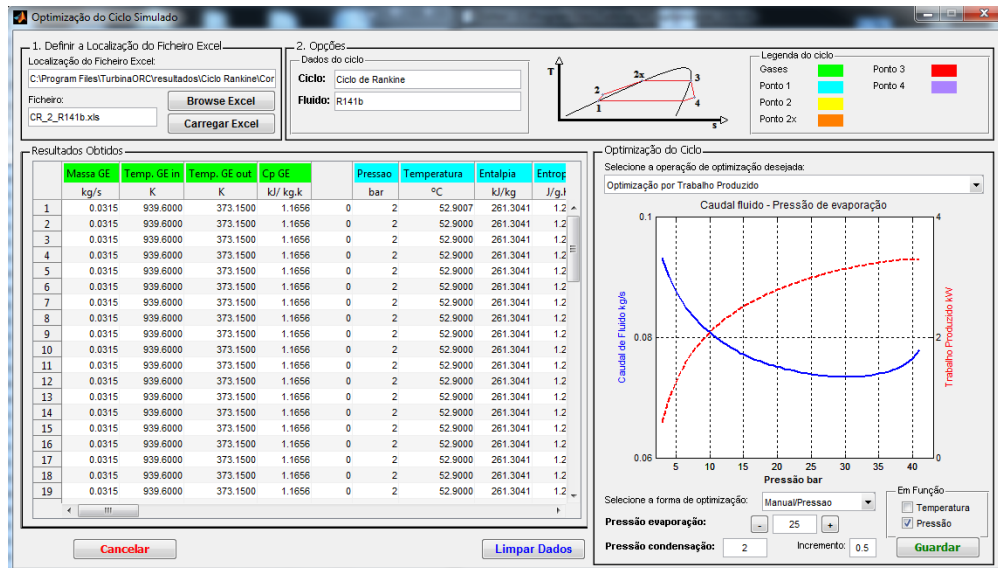 Optimização do Ciclo Simulado
1. Definir a Localização do Ficheiro Excel
Localização do Ficheiro Excel:
C:\Program Files\TurbinaORC\resultados\Ciclo Rankine\Cor
Ficheiro:
CR_2_R141b.xls
Browse Excel
Carregar Excel
2. Opções
Dados do ciclo
Ciclo: Ciclo de Rankine
Fluido: R141b
T
2x
3
2
1
4
s
Legenda do ciclo
Gases
Ponto 1
Ponto 2
Ponto 2x
Ponto 3
Ponto 4
Resultados Obtidos
Massa GE Temp. GE in Temp. GE out Cp GE Pressao Temperatura Entalpia Entrop
kg/s K K kJ/ kg.k bar ºC kJ/kg J/g.k
1 0.0315 939.6000 373.1500 1.1656 0 2 52.9007 261.3041 1.2
2 0.0315 939.6000 373.1500 1.1656 0 2 52.9000 261.3041 1.2
3 0.0315 939.6000 373.1500 1.1656 0 2 52.9000 261.3041 1.2
4 0.0315 939.6000 373.1500 1.1656 0 2 52.9000 261.3041 1.2
5 0.0315 939.6000 373.1500 1.1656 0 2 52.9000 261.3041 1.2
6 0.0315 939.6000 373.1500 1.1656 0 2 52.9000 261.3041 1.2
7 0.0315 939.6000 373.1500 1.1656 0 2 52.9000 261.3041 1.2
8 0.0315 939.6000 373.1500 1.1656 0 2 52.9000 261.3041 1.2
9 0.0315 939.6000 373.1500 1.1656 0 2 52.9000 261.3041 1.2
10 0.0315 939.6000 373.1500 1.1656 0 2 52.9000 261.3041 1.2
11 0.0315 939.6000 373.1500 1.1656 0 2 52.9000 261.3041 1.2
12 0.0315 939.6000 373.1500 1.1656 0 2 52.9000 261.3041 1.2
13 0.0315 939.6000 373.1500 1.1656 0 2 52.9000 261.3041 1.2
14 0.0315 939.6000 373.1500 1.1656 0 2 52.9000 261.3041 1.2
15 0.0315 939.6000 373.1500 1.1656 0 2 52.9000 261.3041 1.2
16 0.0315 939.6000 373.1500 1.1656 0 2 52.9000 261.3041 1.2
17 0.0315 939.6000 373.1500 1.1656 0 2 52.9000 261.3041 1.2
18 0.0315 939.6000 373.1500 1.1656 0 2 52.9000 261.3041 1.2
19 0.0315 939.6000 373.1500 1.1656 0 2 52.9000 261.3041 1.2
Cancelar
Limpar Dados
Optimização do Ciclo
Selecione a operação de optimização desejada:
Optimização por Trabalho Produzido
Caudal fluido - Pressão de evaporação
0.1
0.08
0.06
Caudal de Fluido kg/s
4
2
0
Trabalho Produzido kW
5 10 15 20 25 30 35 40
Pressão bar
Selecione a forma de optimização: Manual/Pressao
Pressão evaporação: - 25 +
Pressão condensação: 2 Incremento: 0.5
Em Função
Temperatura
Pressão
Guardar